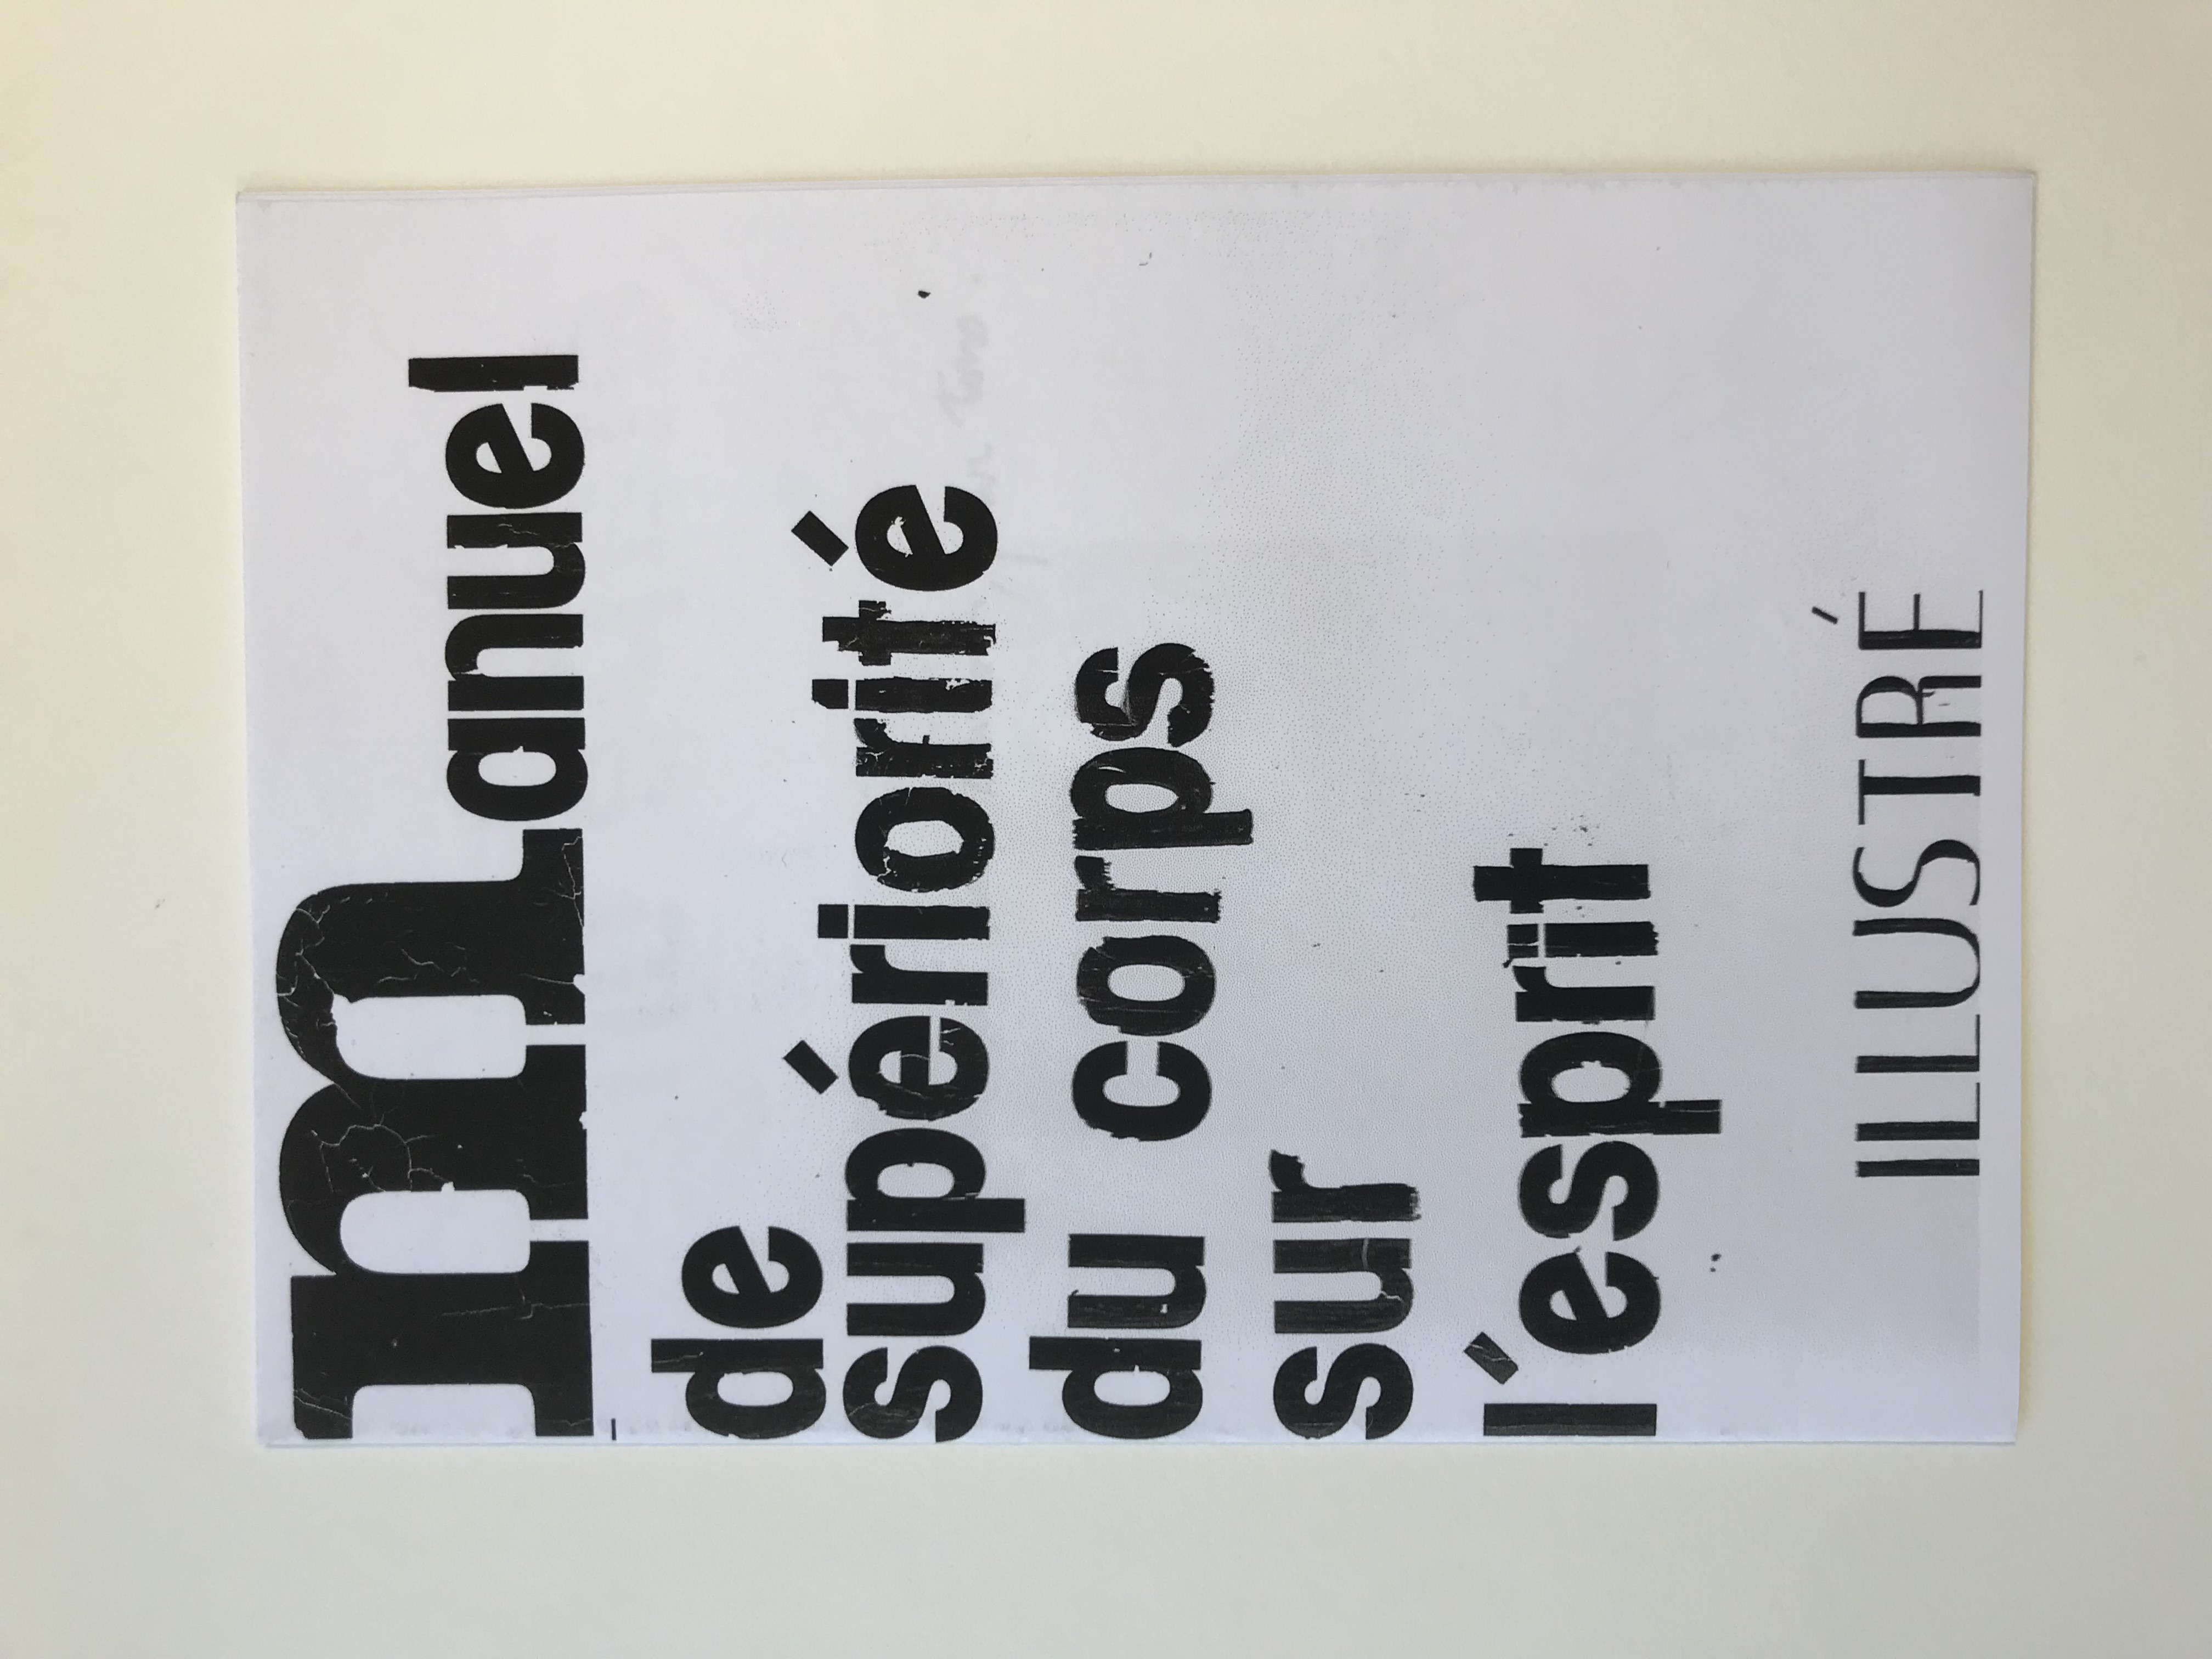 manuel
de
supériorité
du corps
sur
l'esprit
ILLUSTRÉ